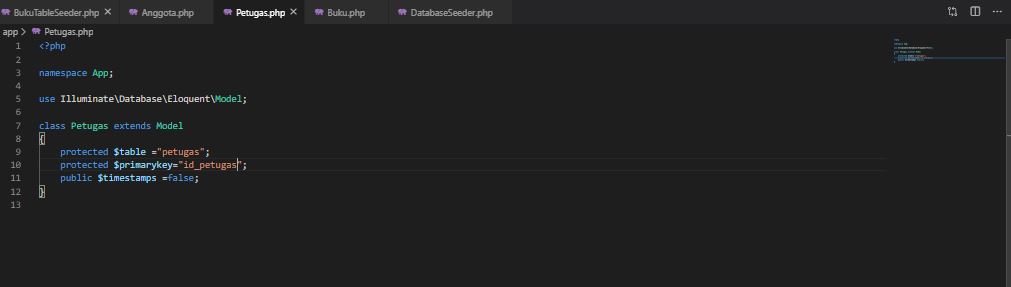 BukuTableSeeder.php Anggota.php Petugas.php Buku.php DatabaseSeeder.php
app > Petugas.php
1 <?php
2
3 namespace App;
4
5 use Illuminate\Database\Eloquent\Model;
6
7 class Petugas extends Model
8 {
9 protected $table ="petugas";
10 protected $primarykey="id_petugas";
11 public $timestamps =false;
12 }
13